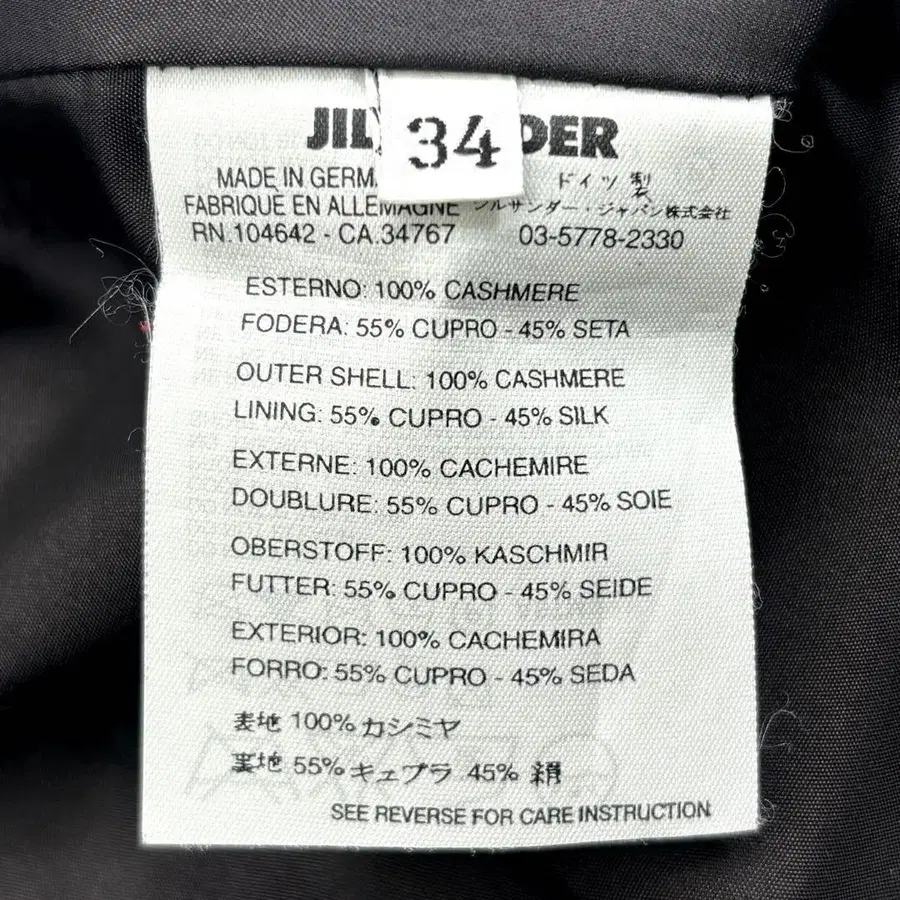 34
JIL DER
MADE IN GERM ドイツ製
FABRIQUÈ EN ALLEMAGNE ジルサンダー・ジャパン株式会社
RN.104642 - CA.34767 03-5778-2330
ESTERNO: 100% CASHMERE
FODERA: 55% CUPRO - 45% SETA
OUTER SHELL: 100% CASHMERE
LINING: 55% CUPRO - 45% SILK
EXTERNE: 100% CACHEMIRE
DOUBLURE: 55% CUPRO - 45% SOIE
OBERSTOFF: 100% KASCHMIR
FUTTER: 55% CUPRO - 45% SEIDE
EXTERIOR: 100% CACHEMIRA
FORRO: 55% CUPRO - 45% SEDA
表地 100% カシミヤ
裏地 55% キュプラ 45% 絹
SEE REVERSE FOR CARE INSTRUCTION